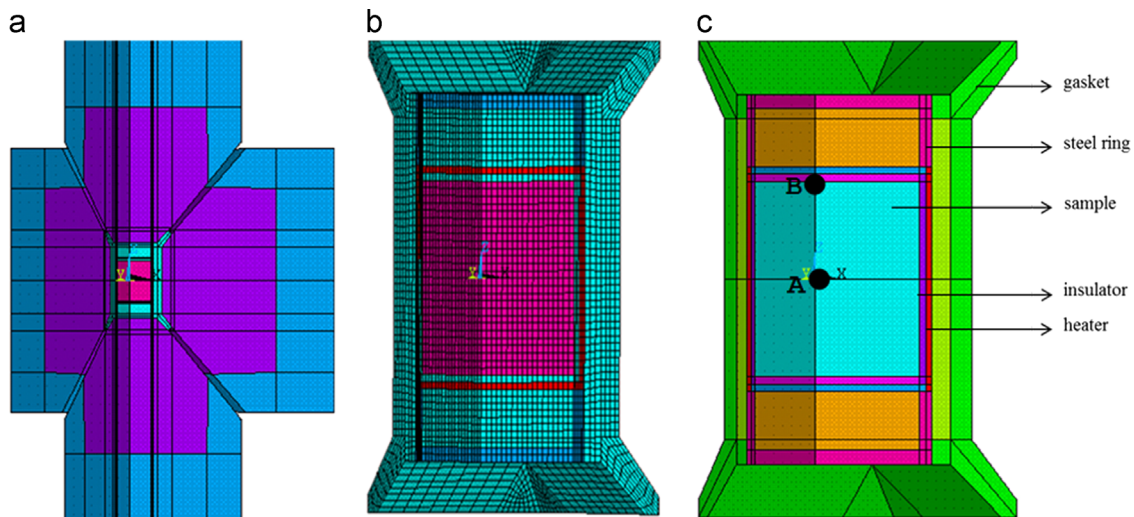 a
b
c
gasket
steel ring
sample
insulator
heater
B
A
Z
Y
X
Y
X
Z
Y